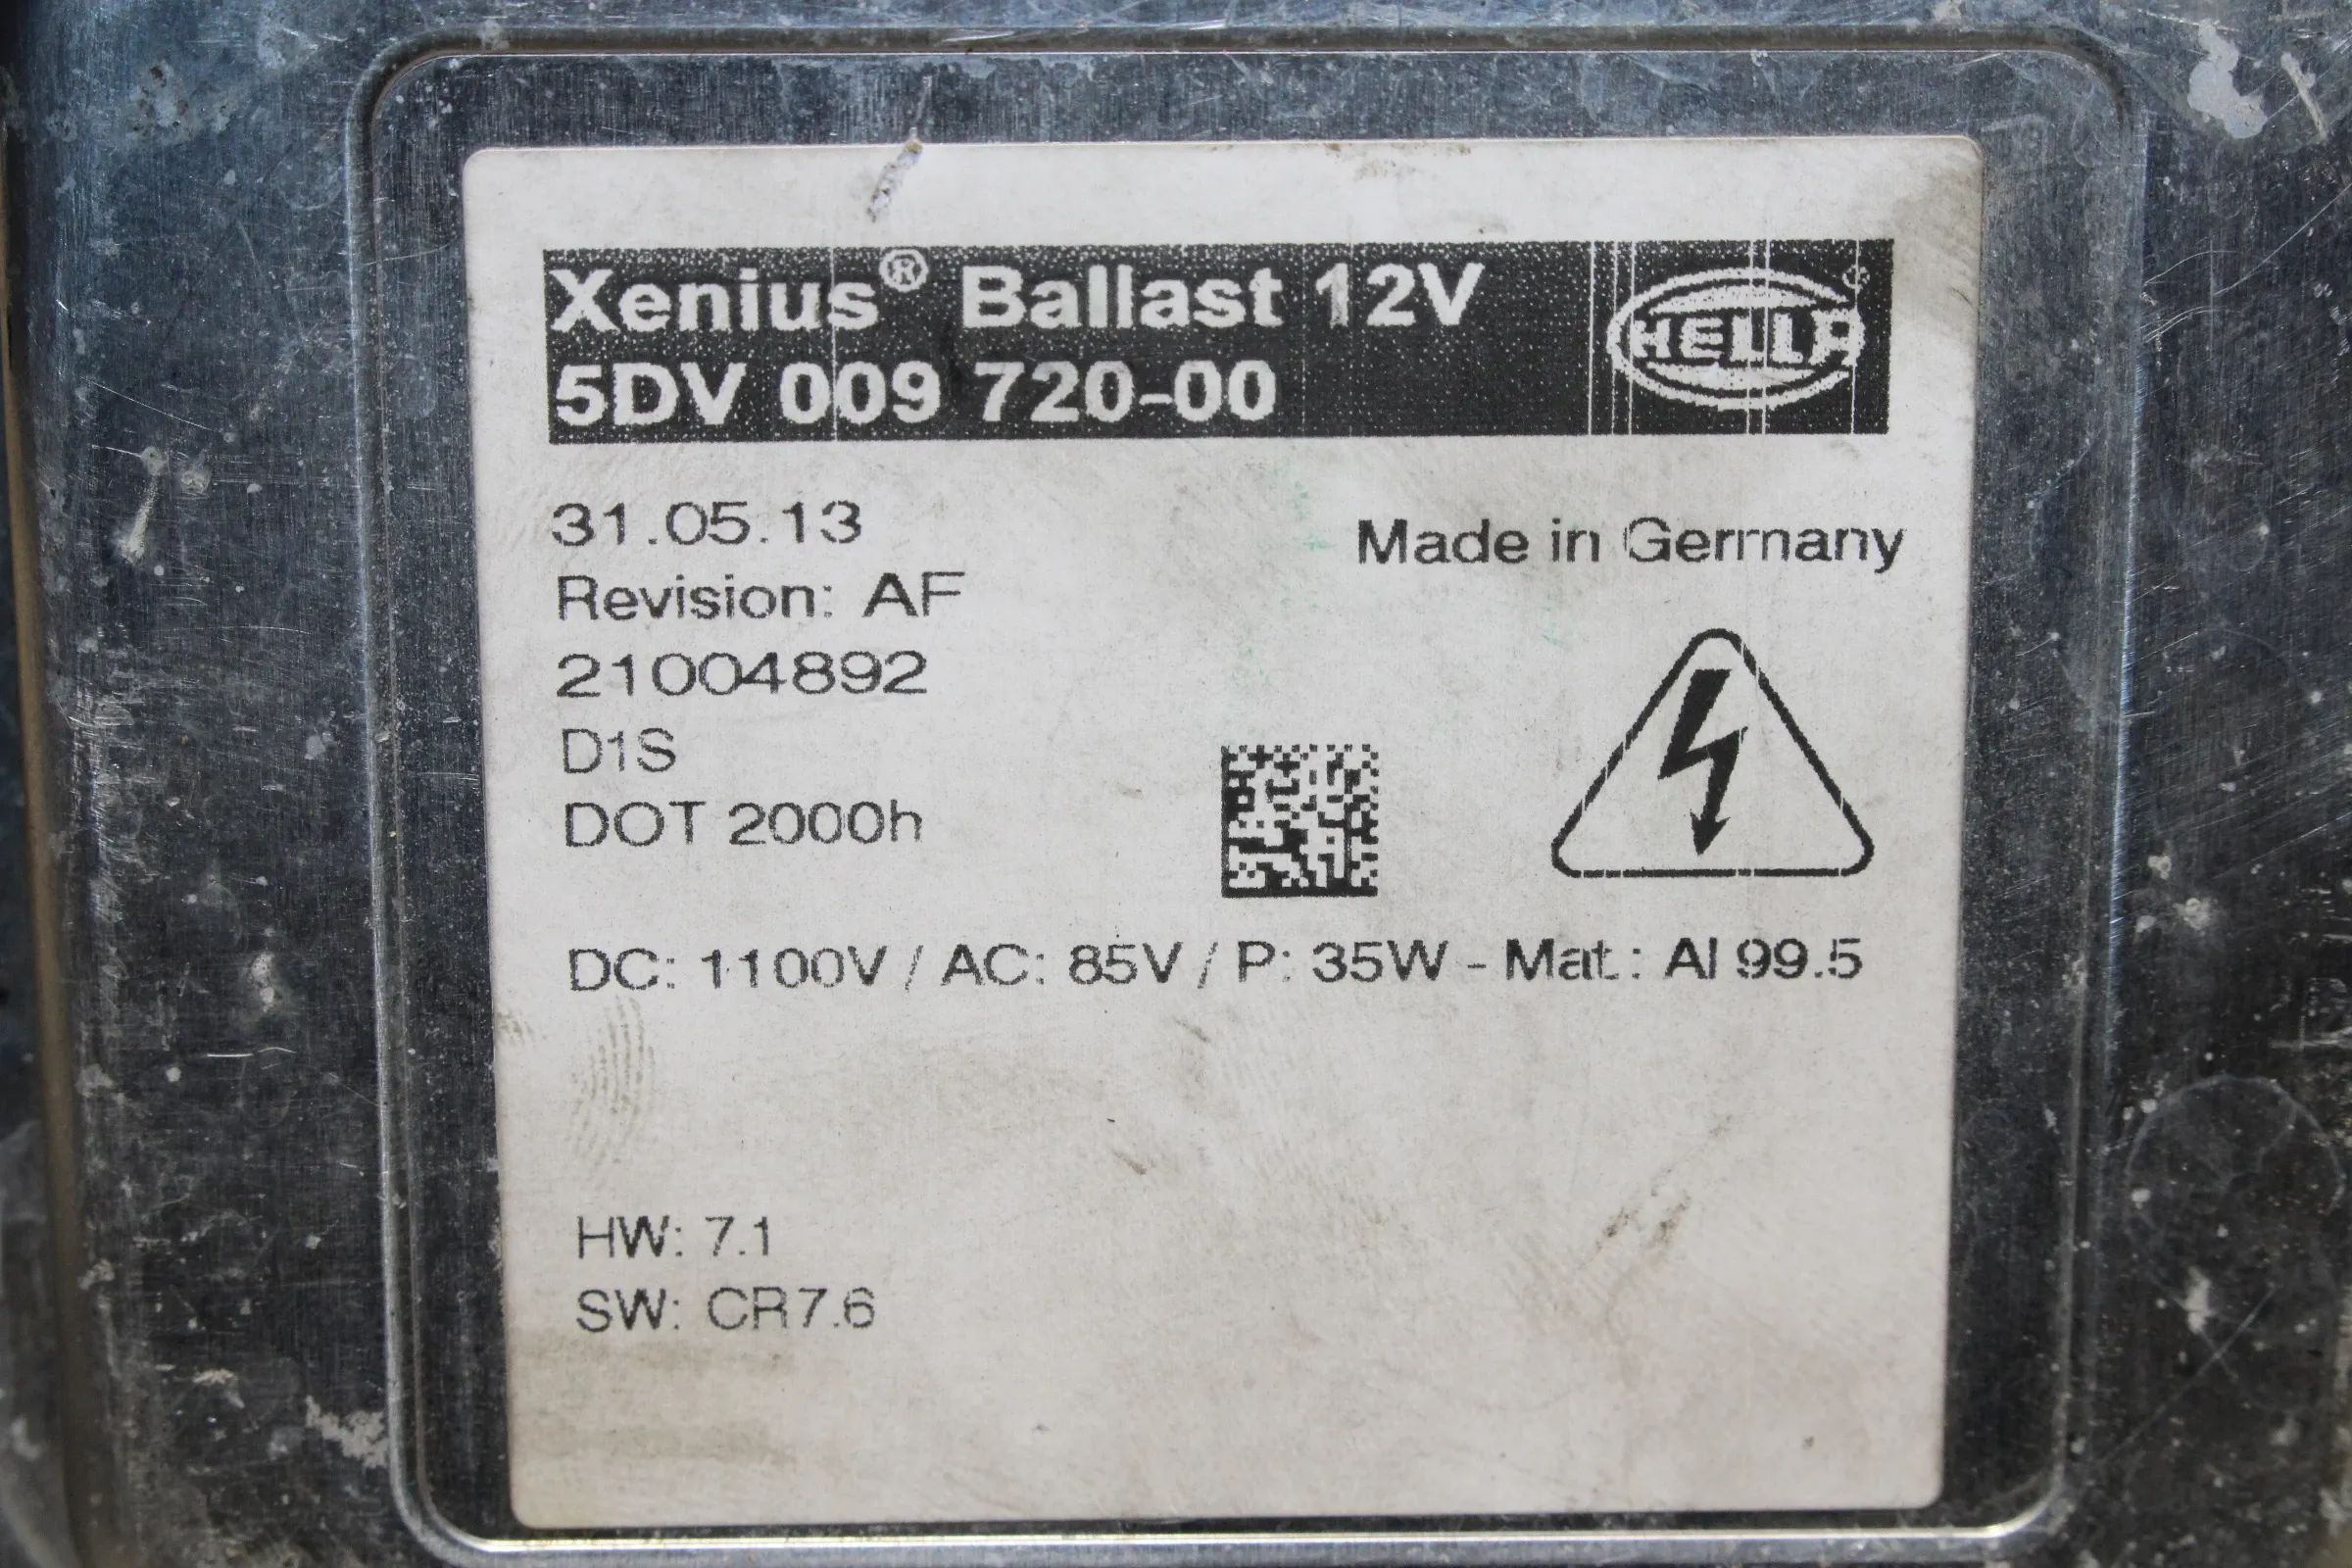 Xenius® Ballast 12V
5DV 009 720-00
HELLA®
31.05.13
Made in Germany
Revision: AF
21004892
D1S
DOT 2000h
DC: 1100V / AC: 85V / P: 35W - Mat.: Al 99.5
HW: 7.1
SW: CR7.6